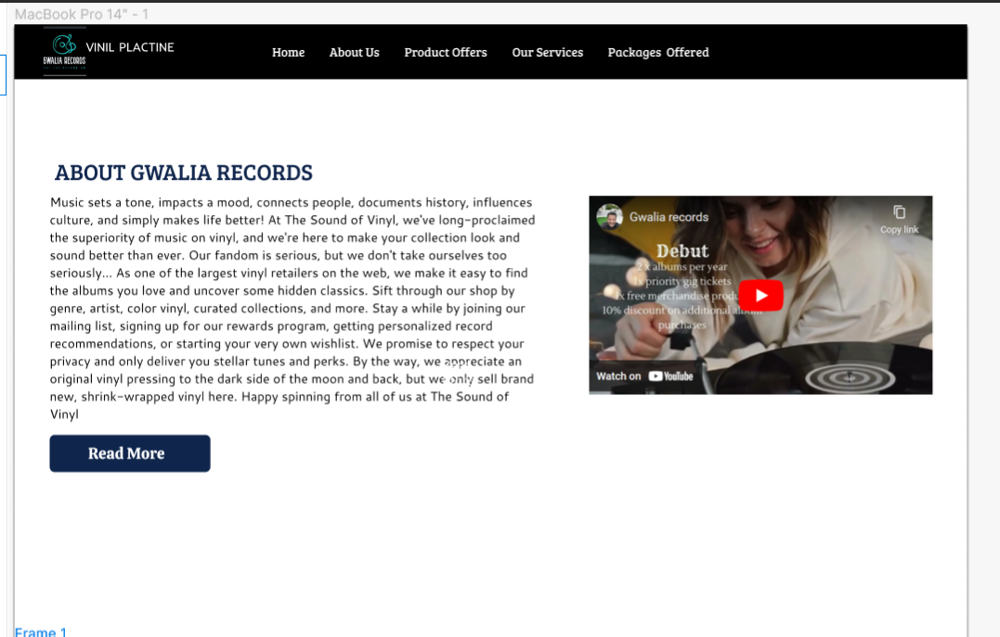 MacBook Pro 14" - 1
VINIL PLACTINE
GWALIA RECORDS
Home About Us Product Offers Our Services Packages Offered
ABOUT GWALIA RECORDS
Music sets a tone, impacts a mood, connects people, documents history, influences
culture, and simply makes life better! At The Sound of Vinyl, we've long-proclaimed
the superiority of music on vinyl, and we're here to make your collection look and
sound better than ever. Our fandom is serious, but we don't take ourselves too
seriously... As one of the largest vinyl retailers on the web, we make it easy to find
the albums you love and uncover some hidden classics. Sift through our shop by
genre, artist, color vinyl, curated collections, and more. Stay a while by joining our
mailing list, signing up for our rewards program, getting personalized record
recommendations, or starting your very own wishlist. We promise to respect your
privacy and only deliver you stellar tunes and perks. By the way, we appreciate an
original vinyl pressing to the dark side of the moon and back, but we only sell brand
new, shrink-wrapped vinyl here. Happy spinning from all of us at The Sound of
Vinyl
Read More
Gwalia records
Copy link
Debut
2 x albums per year
1x priority gig tickets
1x free merchandise produ
10% discount on additional album
purchases
Watch on YouTube
Frame 1